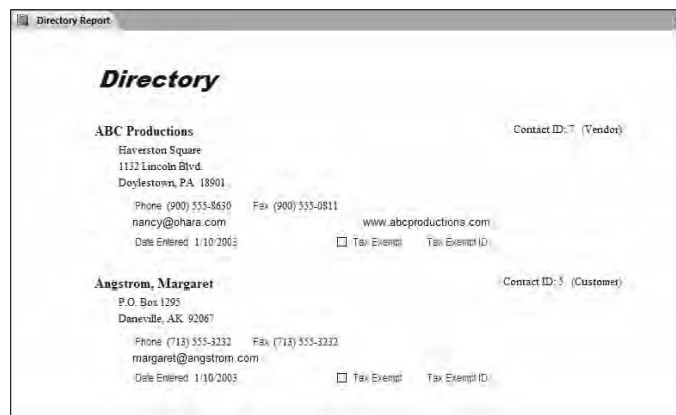 Directory Report
Directory
ABC Productions Contact ID: 7 (Vendor)
Haverston Square
1132 Lincoln Blvd.
Doylestown, PA 18901
Phone (900) 555-8630 Fax (900) 555-0811
nancy@ohara.com www.abcproductions.com
Date Entered 1/10/2003 Tax Exempt Tax Exempt ID
Angstrom, Margaret Contact ID: 5 (Customer)
P.O. Box 1295
Daneville, AK 92067
Phone (713) 555-3232 Fax (713) 555-3232
margaret@angstrom.com
Date Entered 1/10/2003 Tax Exempt Tax Exempt ID